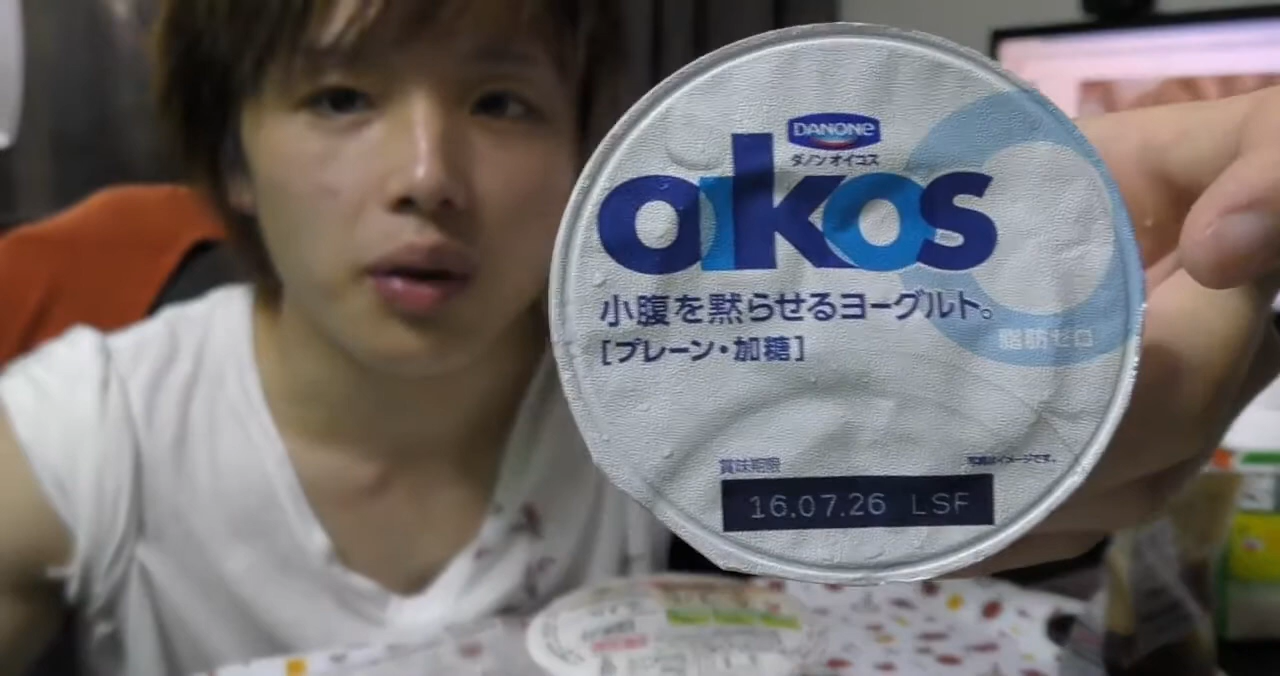 DANONE
ダノンオイコス
oikos
小腹を黙らせるヨーグルト。
[プレーン・加糖]
脂肪ゼロ
賞味期限
写真はイメージです。
16.07.26 LSF